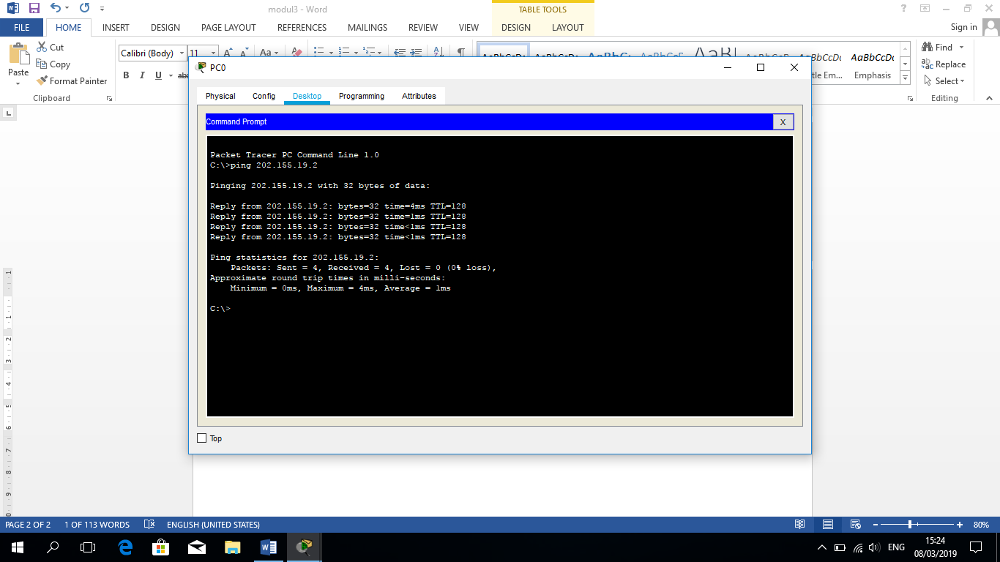 modul3 - Word
TABLE TOOLS
FILE HOME INSERT DESIGN PAGE LAYOUT REFERENCES MAILINGS REVIEW VIEW DESIGN LAYOUT Sign in
Paste
Cut
Copy
Format Painter
Clipboard
Calibri (Body) 11
B I U abc
AaBbCcDc
Emphasis
Find
Replace
Select
Editing
PC0
Physical Config Desktop Programming Attributes
Command Prompt X
Packet Tracer PC Command Line 1.0
C:\>ping 202.155.19.2
Pinging 202.155.19.2 with 32 bytes of data:
Reply from 202.155.19.2: bytes=32 time=4ms TTL=128
Reply from 202.155.19.2: bytes=32 time=1ms TTL=128
Reply from 202.155.19.2: bytes=32 time<1ms TTL=128
Reply from 202.155.19.2: bytes=32 time<1ms TTL=128
Ping statistics for 202.155.19.2:
Packets: Sent = 4, Received = 4, Lost = 0 (0% loss),
Approximate round trip times in milli-seconds:
Minimum = 0ms, Maximum = 4ms, Average = 1ms
C:\>
Top
PAGE 2 OF 2 1 OF 113 WORDS ENGLISH (UNITED STATES) 80%
ENG
15:24
08/03/2019